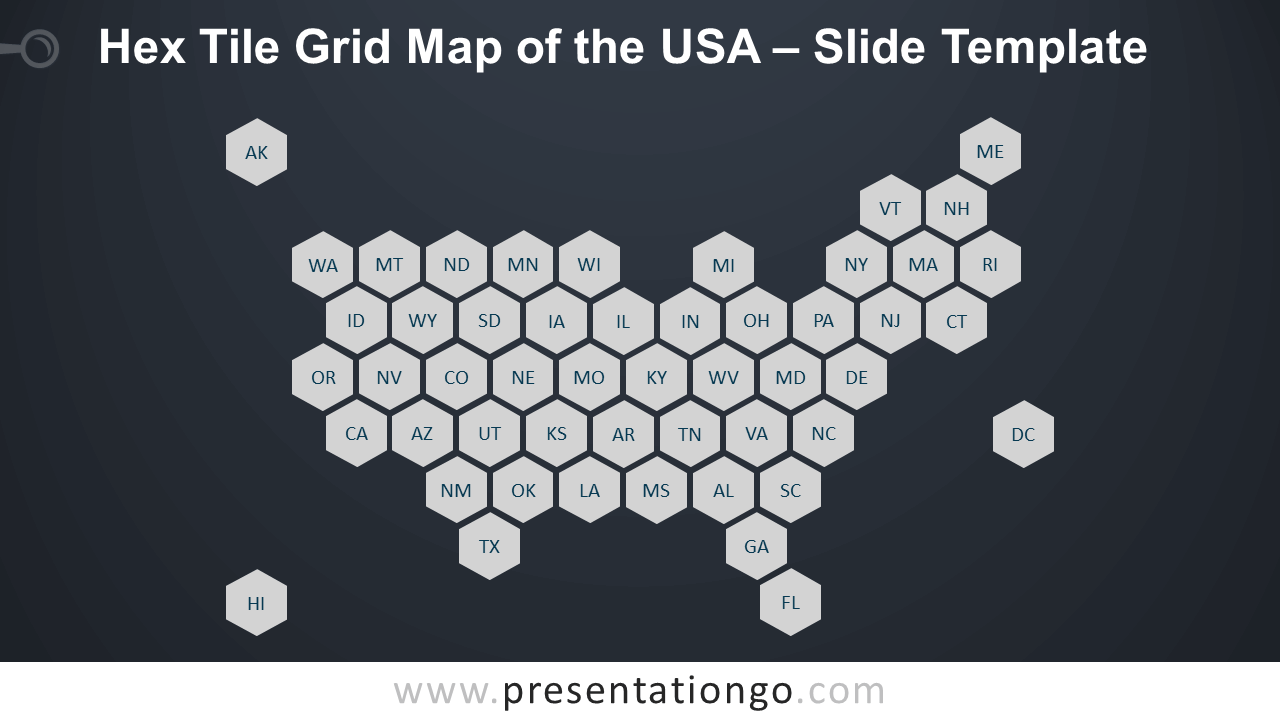 Hex Tile Grid Map of the USA – Slide Template
AK ME
VT NH
WA MT ND MN WI MI NY MA RI
ID WY SD IA IL IN OH PA NJ CT
OR NV CO NE MO KY WV MD DE
CA AZ UT KS AR TN VA NC DC
NM OK LA MS AL SC
TX GA
HI FL
www.presentationgo.com